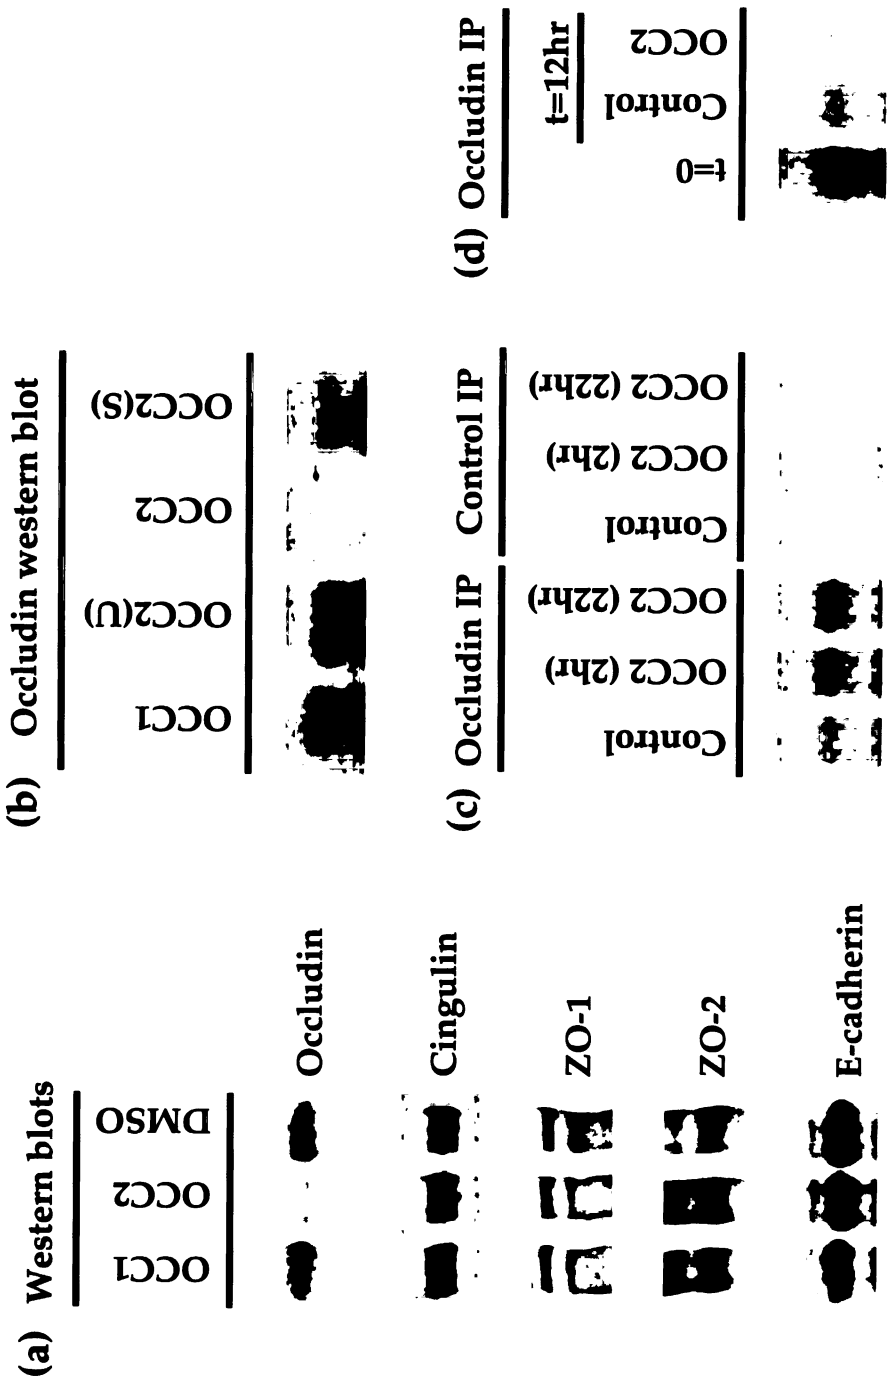 (a) Western blots
OCC1
OCC2
DMSO
Occludin
Cingulin
ZO-1
ZO-2
E-cadherin
(b) Occludin western blot
OCC1
OCC2(U)
OCC2
OCC2(S)
(c) Occludin IP
Control IP
Control
OCC2 (2hr)
OCC2 (22hr)
Control
OCC2 (2hr)
OCC2 (22hr)
(d) Occludin IP
t=12hr
t=0
Control
OCC2